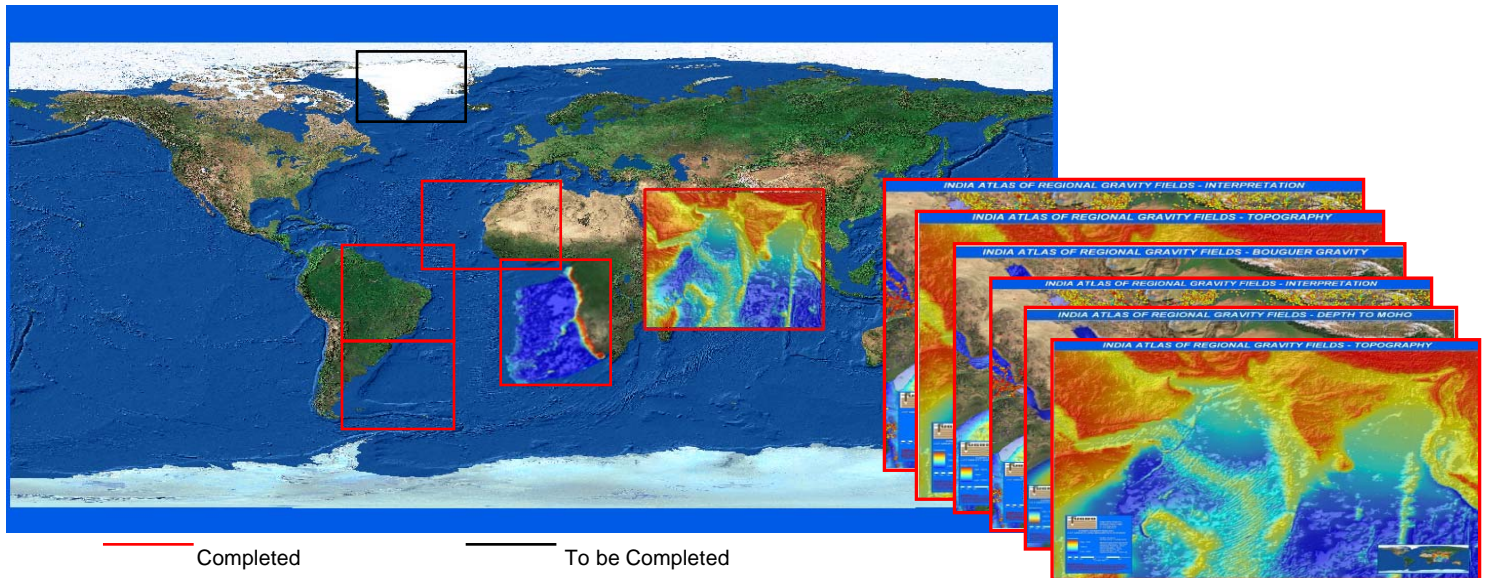 INDIA ATLAS OF REGIONAL GRAVITY FIELDS - INTERPRETATION
INDIA ATLAS OF REGIONAL GRAVITY FIELDS - TOPOGRAPHY
INDIA ATLAS OF REGIONAL GRAVITY FIELDS - BOUGUER GRAVITY
INDIA ATLAS OF REGIONAL GRAVITY FIELDS - INTERPRETATION
INDIA ATLAS OF REGIONAL GRAVITY FIELDS - DEPTH TO MOHO
INDIA ATLAS OF REGIONAL GRAVITY FIELDS - TOPOGRAPHY
Completed To be Completed